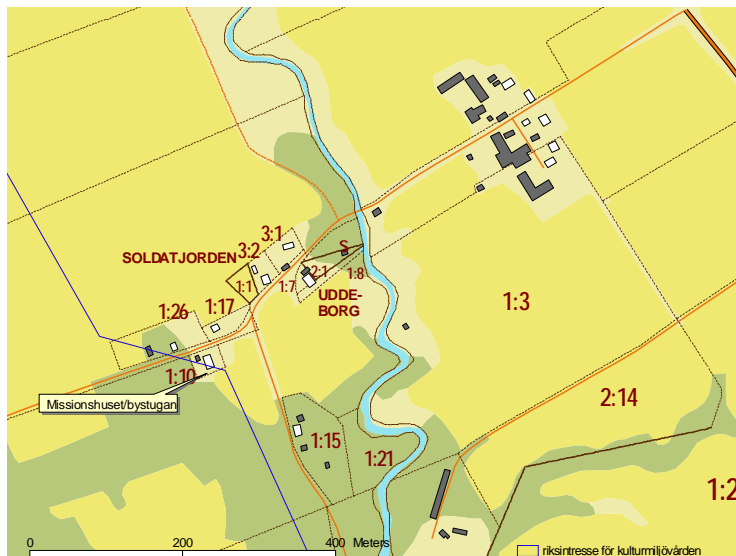 3:1
3:2
S
SOLDATJORDEN
2:1
1:8
1:1
1:7
UDDE-
BORG
1:3
1:26
1:17
1:10
Missionshuset/bystugan
2:14
1:15
1:21
1:2
0
200
400
Meters
riksintresse för kulturmiljövården